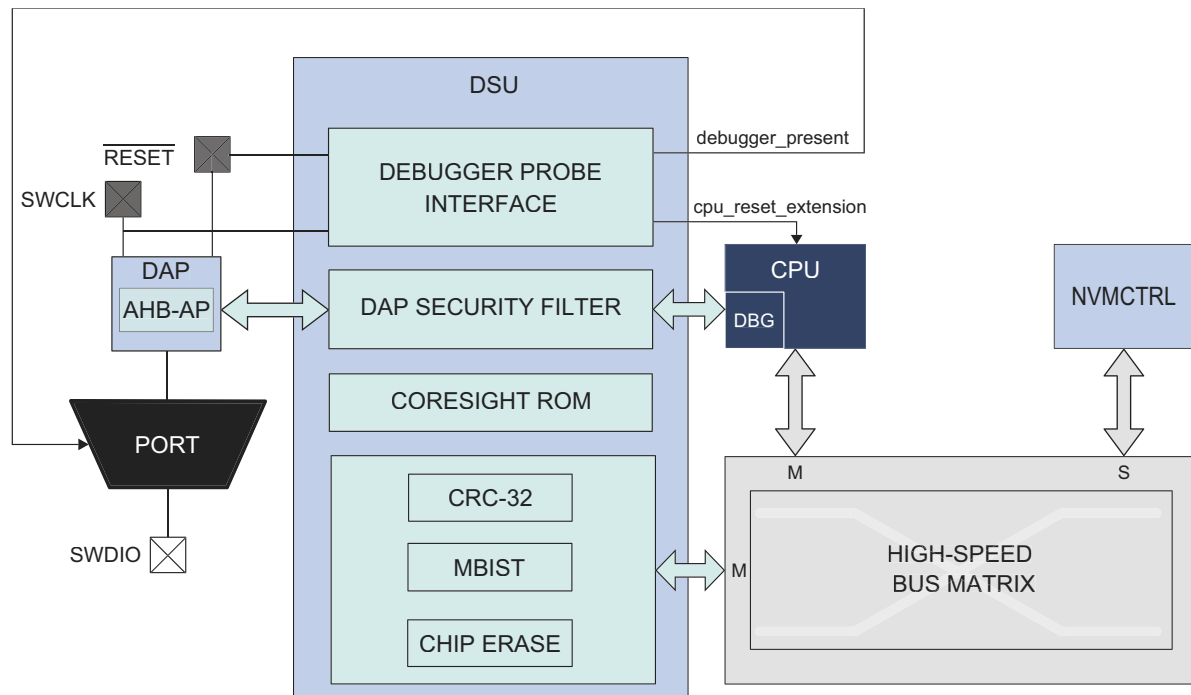 DSU
debugger_present
RESET
DEBUGGER PROBE
INTERFACE
SWCLK
cpu_reset_extension
DAP
AHB-AP
DAP SECURITY FILTER
CPU
DBG
NVMCTRL
CORESIGHT ROM
PORT
M
S
CRC-32
SWDIO
MBIST
M
HIGH-SPEED
BUS MATRIX
CHIP ERASE